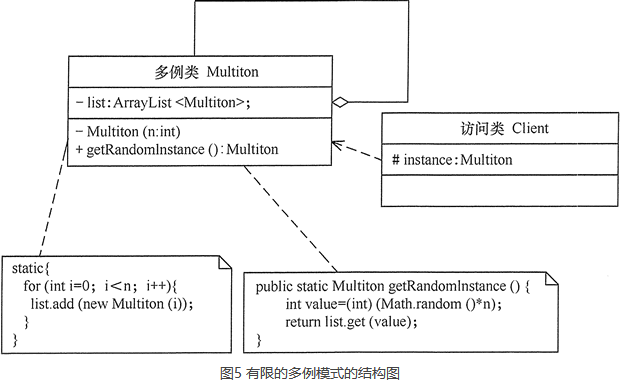 多例类 Multiton
− list:ArrayList <Multiton>;
− Multiton (n:int)
+ getRandomInstance (): Multiton
访问类 Client
# instance:Multiton
static{
for (int i=0; i<n; i++){
list.add (new Multiton (i));
}
}
public static Multiton getRandomInstance () {
int value=(int) (Math.random ()*n);
return list.get (value);
}
图5 有限的多例模式的结构图